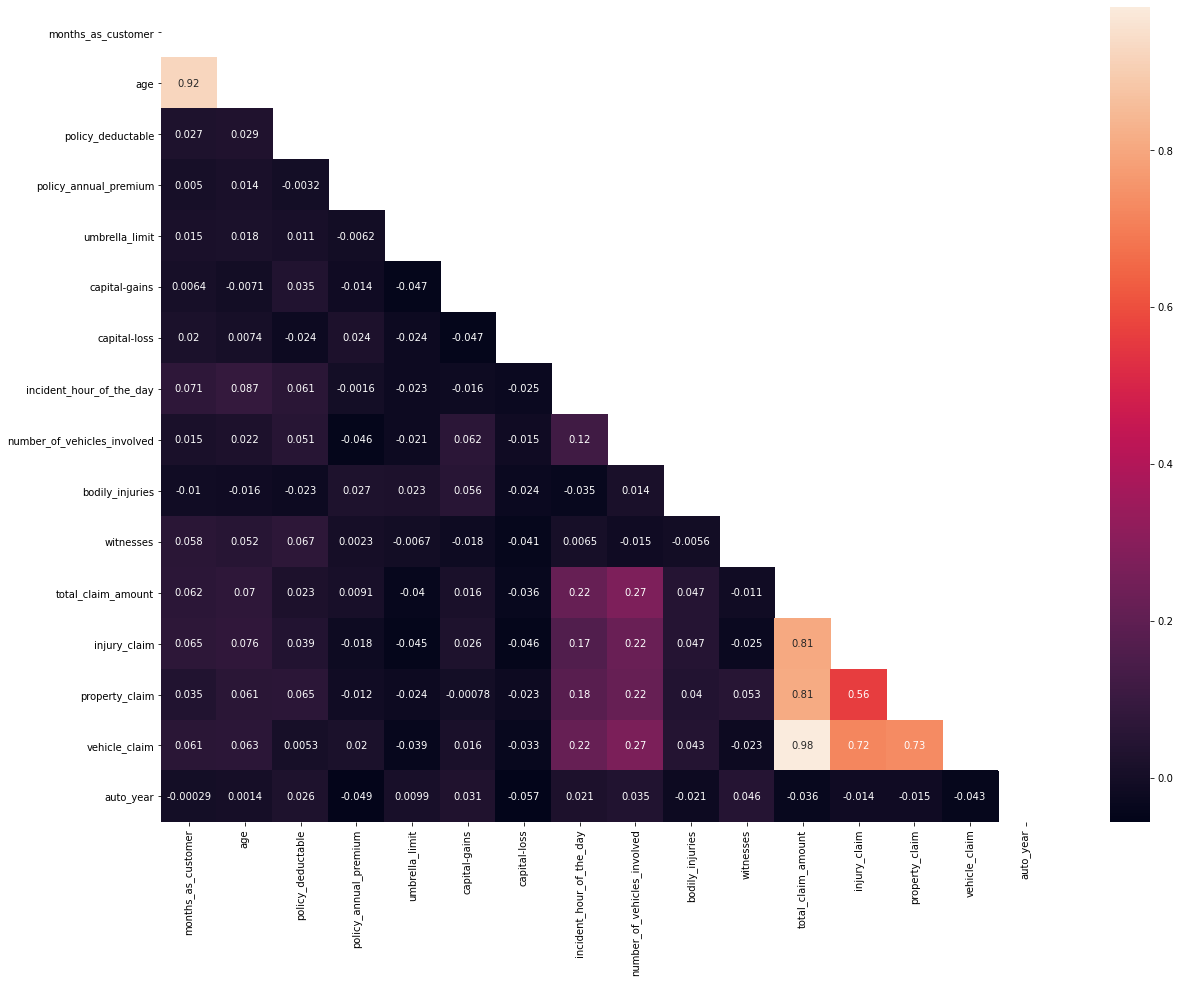 months_as_customer
age 0.92
policy_deductable 0.027 0.029
policy_annual_premium 0.005 0.014 -0.0032
umbrella_limit 0.015 0.018 0.011 -0.0062
capital-gains 0.0064 -0.0071 0.035 -0.014 -0.047
capital-loss 0.02 0.0074 -0.024 0.024 -0.024 -0.047
incident_hour_of_the_day 0.071 0.087 0.061 -0.0016 -0.023 -0.016 -0.025
number_of_vehicles_involved 0.015 0.022 0.051 -0.046 -0.021 0.062 -0.015 0.12
bodily_injuries -0.01 -0.016 -0.023 0.027 0.023 0.056 -0.024 -0.035 0.014
witnesses 0.058 0.052 0.067 0.0023 -0.0067 -0.018 -0.041 0.0065 -0.015 -0.0056
total_claim_amount 0.062 0.07 0.023 0.0091 -0.04 0.016 -0.036 0.22 0.27 0.047 -0.011
injury_claim 0.065 0.076 0.039 -0.018 -0.045 0.026 -0.046 0.17 0.22 0.047 -0.025 0.81
property_claim 0.035 0.061 0.065 -0.012 -0.024 -0.00078 -0.023 0.18 0.22 0.04 0.053 0.81 0.56
vehicle_claim 0.061 0.063 0.0053 0.02 -0.039 0.016 -0.033 0.22 0.27 0.043 -0.023 0.98 0.72 0.73
auto_year -0.00029 0.0014 0.026 -0.049 0.0099 0.031 -0.057 0.021 0.035 -0.021 0.046 -0.036 -0.014 -0.015 -0.043
months_as_customer
age
policy_deductable
policy_annual_premium
umbrella_limit
capital-gains
capital-loss
incident_hour_of_the_day
number_of_vehicles_involved
bodily_injuries
witnesses
total_claim_amount
injury_claim
property_claim
vehicle_claim
auto_year
0.8
0.6
0.4
0.2
0.0